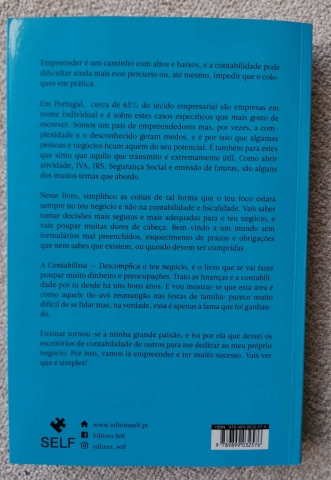 Empreender é um caminho com altos e baixos, e a contabilidade pode
dificultar ainda mais esse percurso ou, até mesmo, impedir que o colo-
ques em prática.
Em Portugal, cerca de 65% do tecido empresarial são empresas em
nome individual e é sobre estes casos específicos que mais gosto de
escrever. Somos um país de empreendedores mas, por vezes, a com-
plexidade e o desconhecido geram medos, e é por isso que algumas
pessoas e negócios ficam aquém do seu potencial. É também para estes
que sinto que aquilo que transmito é extremamente útil. Como abrir
atividade, IVA, IRS, Segurança Social e emissão de faturas, são alguns
dos muitos temas que abordo.
Neste livro, simplifico as coisas de tal forma que o teu foco estará
sempre no teu negócio e não na contabilidade e fiscalidade. Vais saber
tomar decisões mais seguras e mais adequadas para o teu negócio, e
vais poupar muitas dores de cabeça. Bem-vindo a um mundo sem
formulários mal preenchidos, esquecimento de prazos e obrigações
que nem sabes que existem, ou quando devem ser cumpridas.
A Contabilista — Descomplica o teu negócio, é o livro que te vai fazer
poupar muito dinheiro e preocupações. Trato as finanças e a contabili-
dade por tu desde há uns bons anos. E vou mostrar-te que esta área é
como aquele tio-avô resmungão nas festas de família: parece muito
difícil de se lidar mas, na verdade, essa é apenas a fama que foi ganhan-
do.
Ensinar tornou-se a minha grande paixão, e foi por ela que deixei os
escritórios de contabilidade de outros para me dedicar ao meu próprio
negócio. Por isso, vamos lá empreender e ter muito sucesso. Vais ver
que é simples!
SELF
www.editoraself.pt
Editora Self
editora_self
9 789899 032576